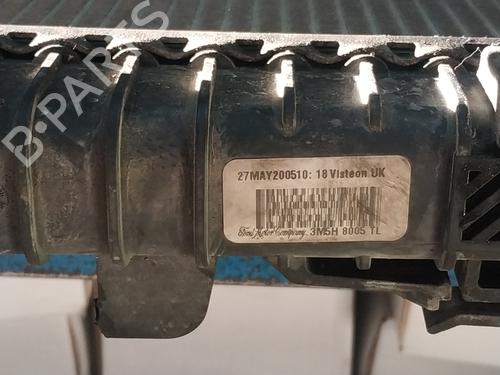 B-PARTS
27MAY200510: 18 Visteon UK
Ford Motor Company 3M5H 8005 TL